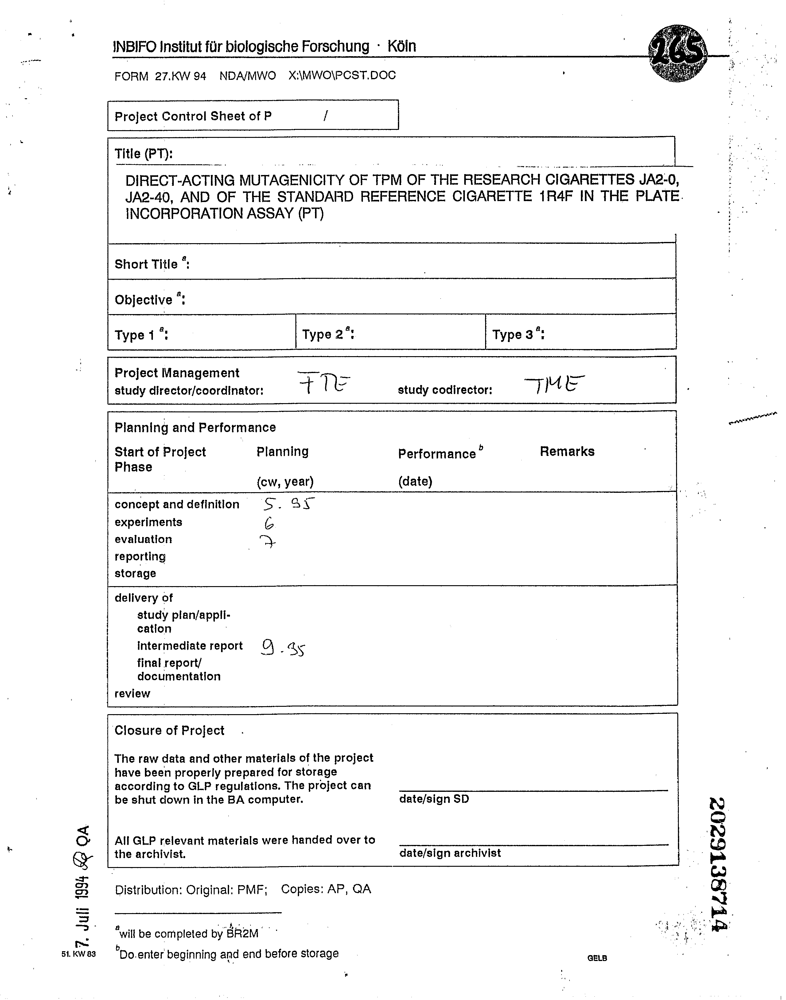 INBIFO Institut für biologische Forschung · Köln
265
FORM 27.KW 94 NDA/MWO X:\MWO\PCST.DOC
Project Control Sheet of P /
Title (PT):
DIRECT-ACTING MUTAGENICITY OF TPM OF THE RESEARCH CIGARETTES JA2-0,
JA2-40, AND OF THE STANDARD REFERENCE CIGARETTE 1R4F IN THE PLATE
INCORPORATION ASSAY (PT)
Short Title a:
Objective a:
Type 1 a: Type 2 a: Type 3 a:
Project Management
study director/coordinator: FTE study codirector: TME
Planning and Performance
Start of Project Planning Performance b Remarks
Phase
(cw, year) (date)
concept and definition 5. 95
experiments 6
evaluation 7
reporting
storage
delivery of
study plan/appli-
cation
intermediate report 9.95
final report/
documentation
review
Closure of Project
The raw data and other materials of the project
have been properly prepared for storage
according to GLP regulations. The project can
be shut down in the BA computer. date/sign SD
All GLP relevant materials were handed over to
the archivist. date/sign archivist
Distribution: Original: PMF; Copies: AP, QA
a will be completed by BR2M
b Do enter beginning and end before storage
7. Juli 1994 QA
51. KW 83
GELB
2029138714